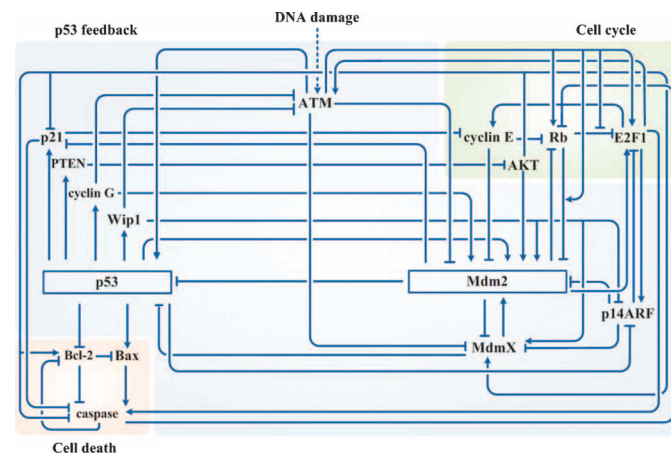 DNA damage
p53 feedback
Cell cycle
ATM
p21
cyclin E
Rb
E2F1
PTEN
AKT
cyclin G
Wip1
p53
Mdm2
p14ARF
MdmX
Bcl-2
Bax
caspase
Cell death